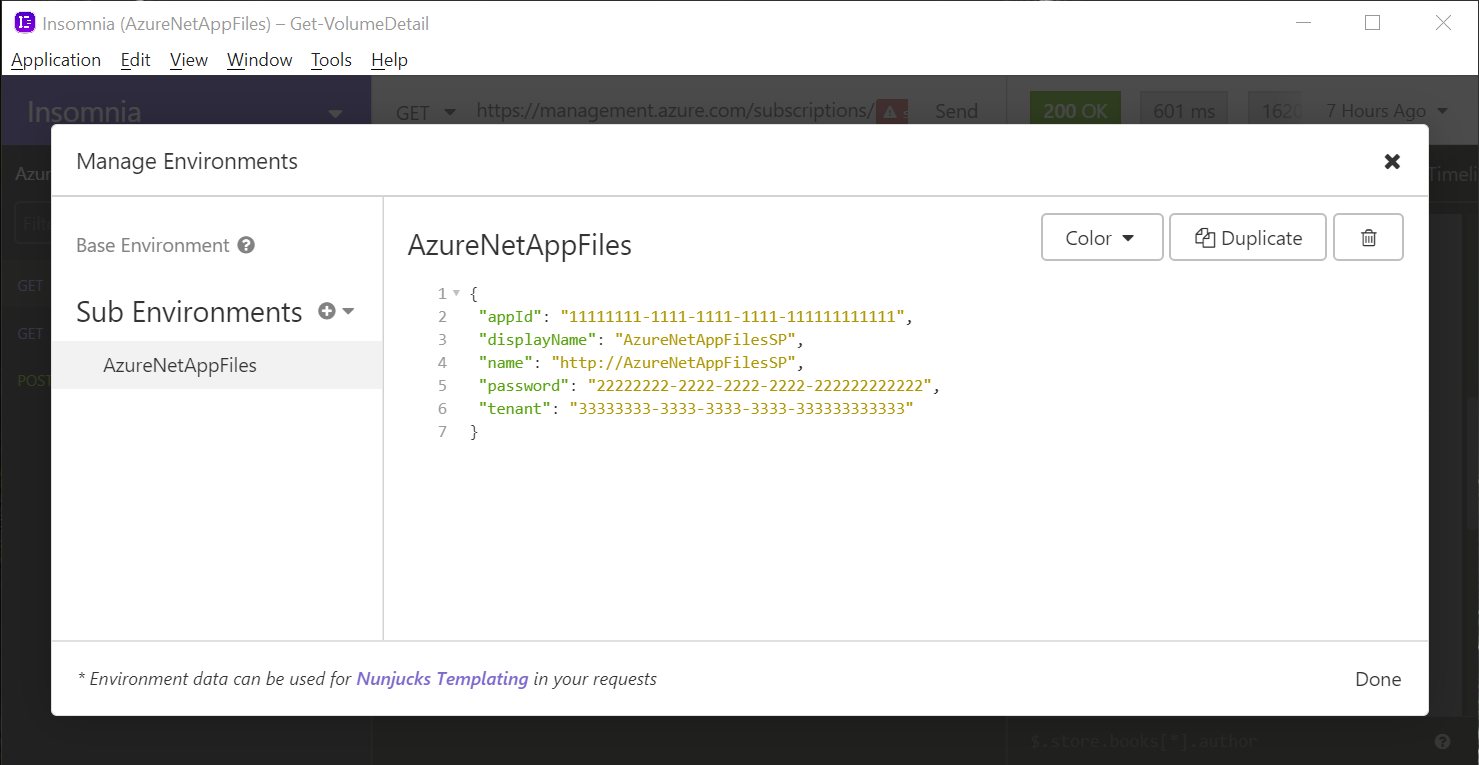 Insomnia (AzureNetAppFiles) – Get-VolumeDetail
Application Edit View Window Tools Help
Insomnia
GET https://management.azure.com/subscriptions/ Send 200 OK 601 ms 1620 7 Hours Ago
Manage Environments
Base Environment
AzureNetAppFiles
Color Duplicate
Sub Environments
AzureNetAppFiles
1 {
2 "appId": "11111111-1111-1111-1111-111111111111",
3 "displayName": "AzureNetAppFilesSP",
4 "name": "http://AzureNetAppFilesSP",
5 "password": "22222222-2222-2222-2222-222222222222",
6 "tenant": "33333333-3333-3333-3333-333333333333"
7 }
GET
GET
POST
* Environment data can be used for Nunjucks Templating in your requests
Done
$.store.books[*].author